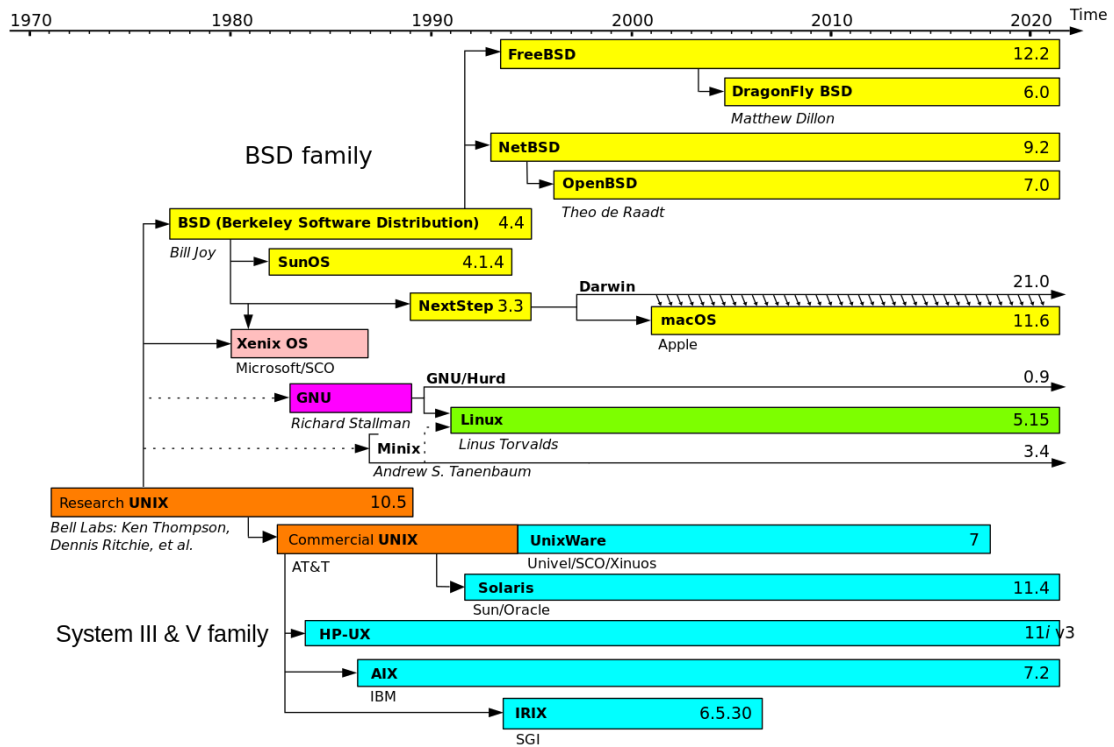 1970 1980 1990 2000 2010 2020 Time
FreeBSD 12.2
DragonFly BSD 6.0
Matthew Dillon
BSD family
NetBSD 9.2
OpenBSD 7.0
Theo de Raadt
BSD (Berkeley Software Distribution) 4.4
Bill Joy
SunOS 4.1.4
Darwin 21.0
NextStep 3.3
macOS 11.6
Apple
Xenix OS
Microsoft/SCO
GNU/Hurd 0.9
GNU
Richard Stallman
Linux 5.15
Linus Torvalds
Minix 3.4
Andrew S. Tanenbaum
Research UNIX 10.5
Bell Labs: Ken Thompson,
Dennis Ritchie, et al.
Commercial UNIX UnixWare 7
AT&T Univel/SCO/Xinuos
Solaris 11.4
Sun/Oracle
System III & V family
HP-UX 11i v3
AIX 7.2
IBM
IRIX 6.5.30
SGI